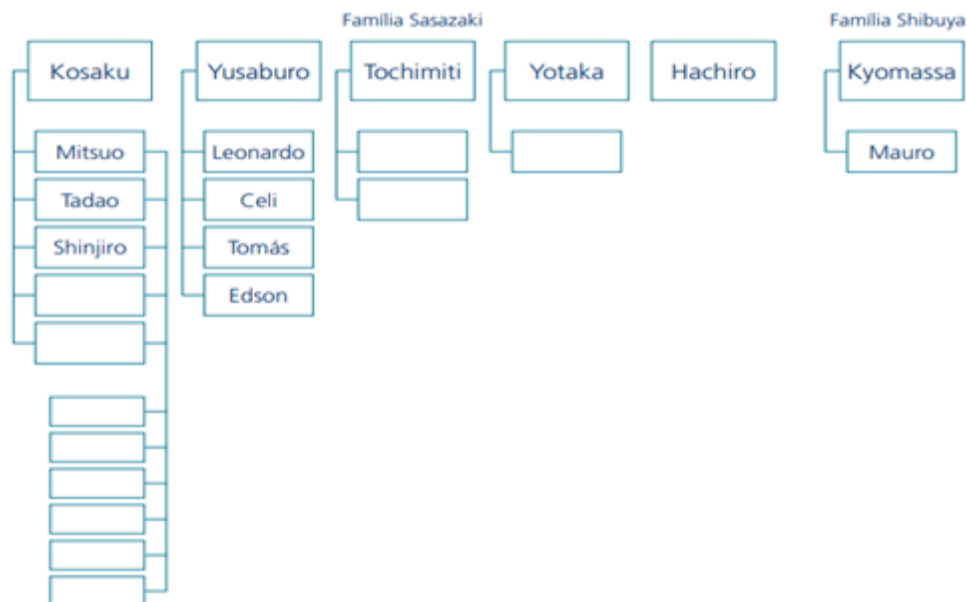 Família Sasazaki
Família Shibuya
Kosaku
Yusaburo
Tochimiti
Yotaka
Hachiro
Kyomassa
Mitsuo
Leonardo
Mauro
Tadao
Celi
Shinjiro
Tomás
Edson